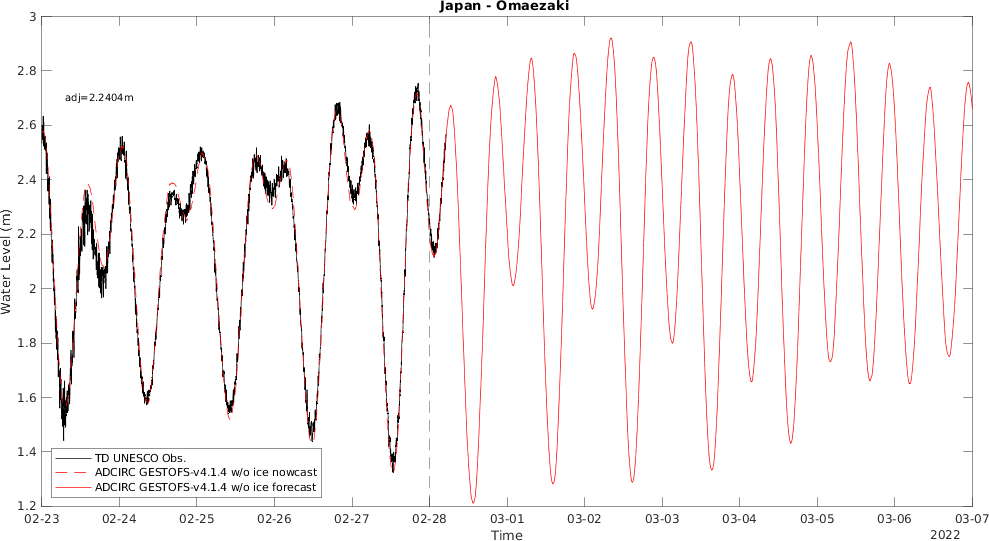 Japan - Omaezaki
3
2.8
2.6
2.4
2.2
2
1.8
1.6
1.4
1.2
Water Level (m)
adj=2.2404m
TD UNESCO Obs.
ADCIRC GESTOFS-v4.1.4 w/o ice nowcast
ADCIRC GESTOFS-v4.1.4 w/o ice forecast
02-23 02-24 02-25 02-26 02-27 02-28 03-01 03-02 03-03 03-04 03-05 03-06 03-07
Time
2022